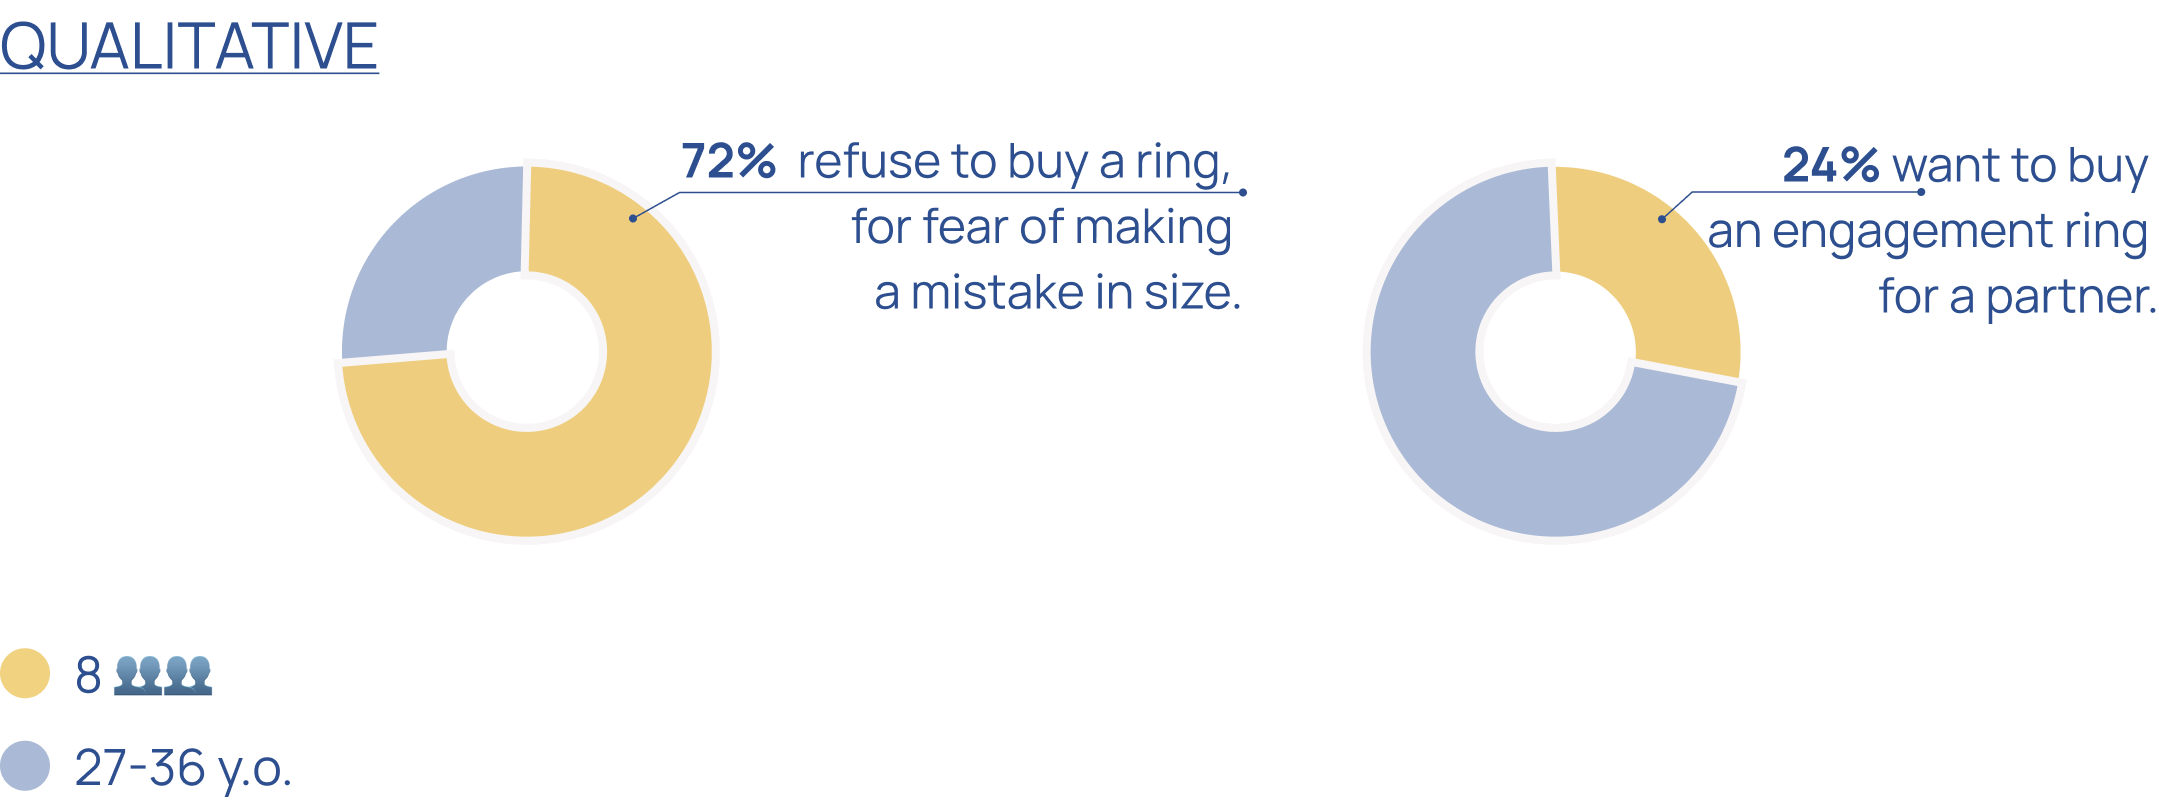 QUALITATIVE
72% refuse to buy a ring,
for fear of making
a mistake in size.
24% want to buy
an engagement ring
for a partner.
8 👥👥
27-36 y.o.